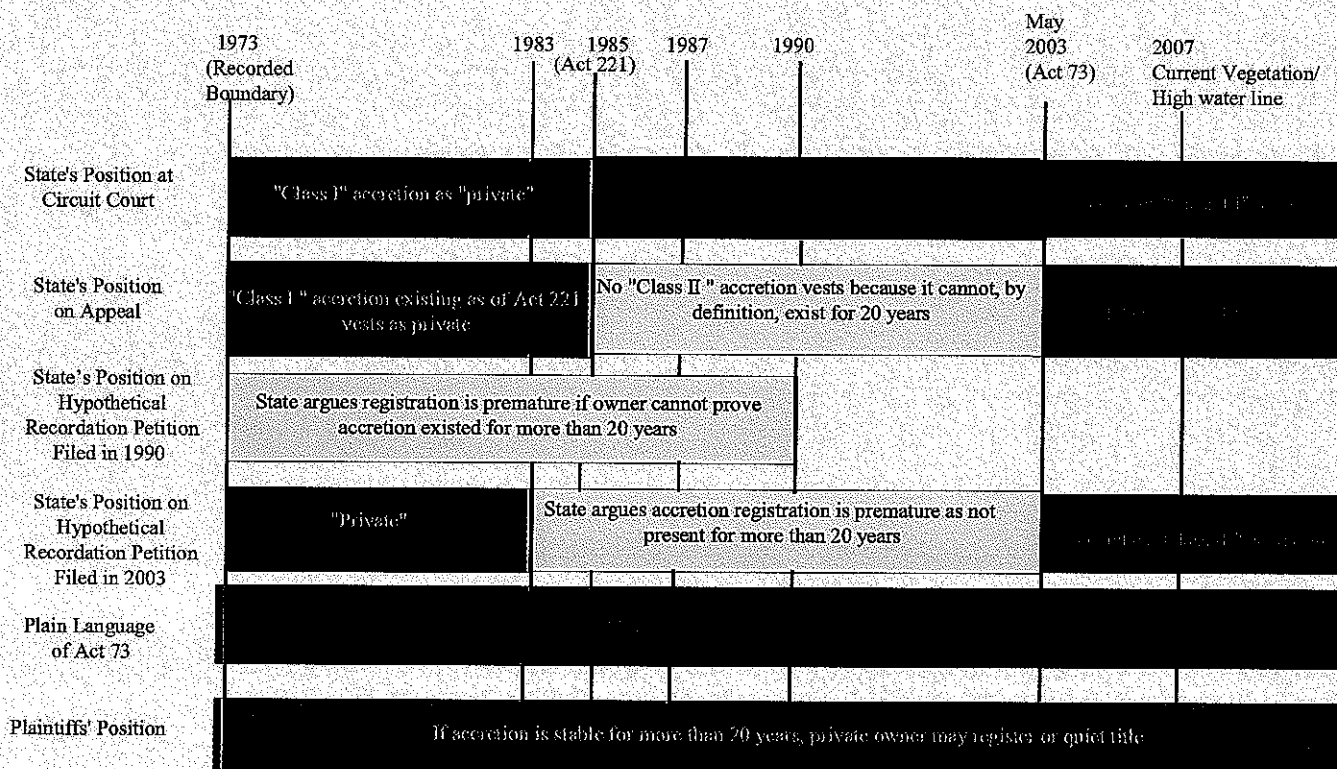 1973
(Recorded
Boundary)
1983
1985
(Act 221)
1987
1990
May
2003
(Act 73)
2007
Current Vegetation/
High water line
State's Position at
Circuit Court
"Class I" accretion as "private"
State's Position
on Appeal
"Class I " accretion existing as of Act 221
vests as private
No "Class II " accretion vests because it cannot, by
definition, exist for 20 years
State's Position on
Hypothetical
Recordation Petition
Filed in 1990
State argues registration is premature if owner cannot prove
accretion existed for more than 20 years
State's Position on
Hypothetical
Recordation Petition
Filed in 2003
"Private"
State argues accretion registration is premature as not
present for more than 20 years
Plain Language
of Act 73
Plaintiffs' Position
If accretion is stable for more than 20 years, private owner may register or quiet title